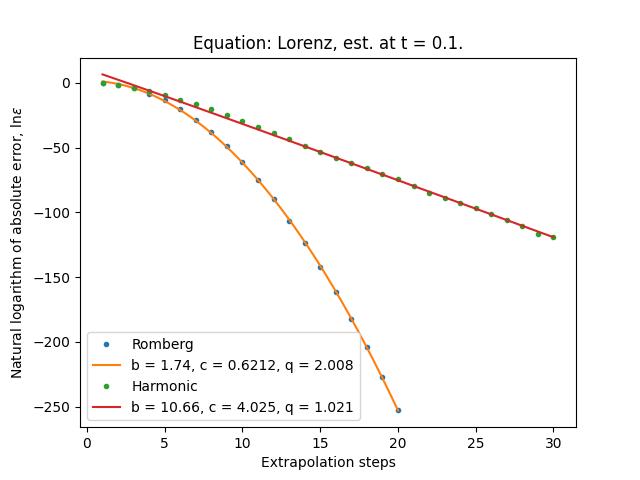 Equation: Lorenz, est. at t = 0.1.
Natural logarithm of absolute error, lnε
0
−50
−100
−150
−200
−250
Romberg
b = 1.74, c = 0.6212, q = 2.008
Harmonic
b = 10.66, c = 4.025, q = 1.021
0 5 10 15 20 25 30
Extrapolation steps